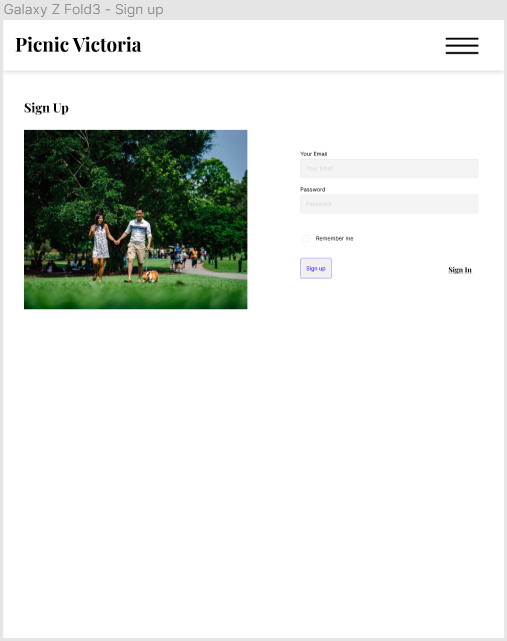 Galaxy Z Fold3 - Sign up
Picnic Victoria
Sign Up
Your Email
Your Email
Password
Password
Remember me
Sign up
Sign In